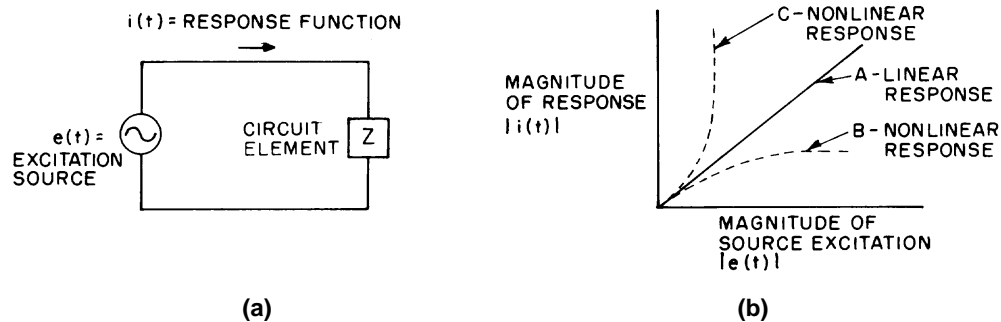 i(t) = RESPONSE FUNCTION
e(t) =
EXCITATION
SOURCE
CIRCUIT
ELEMENT
Z
(a)
C-NONLINEAR
RESPONSE
MAGNITUDE
OF RESPONSE
|i(t)|
A-LINEAR
RESPONSE
B-NONLINEAR
RESPONSE
MAGNITUDE OF
SOURCE EXCITATION
|e(t)|
(b)